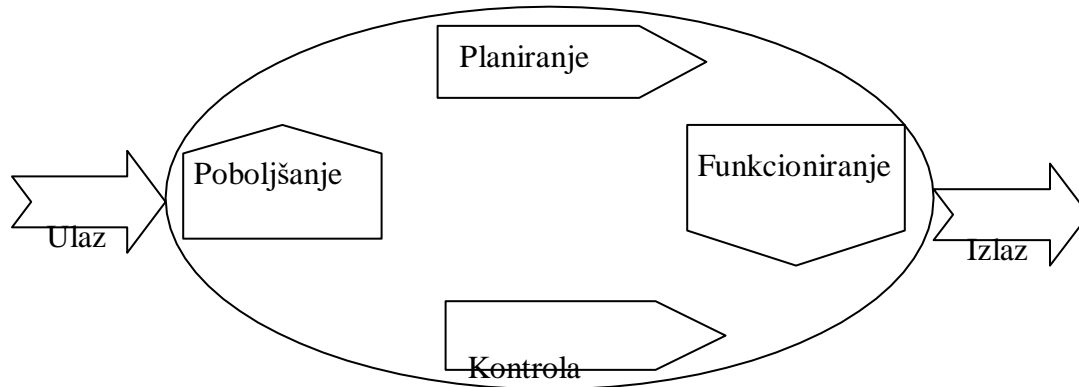 Planiranje
Poboljšanje
Funkcioniranje
Ulaz
Izlaz
Kontrola